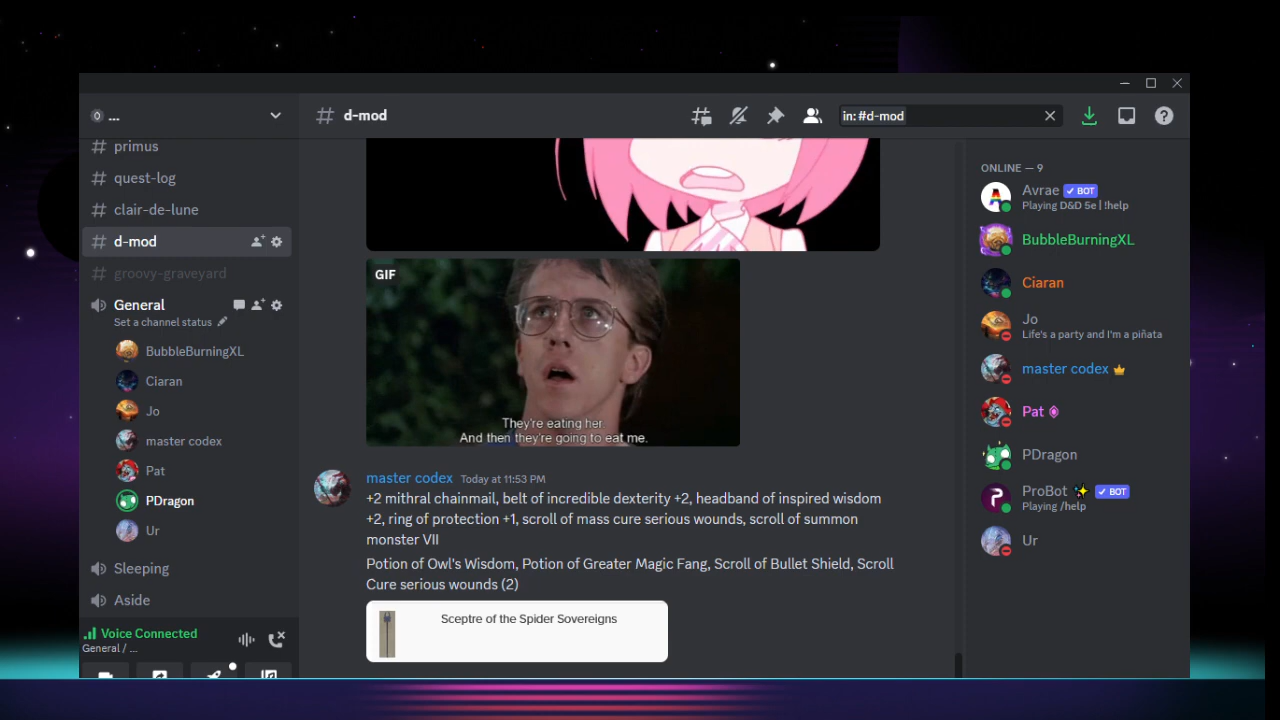 ...
d-mod
in: #d-mod
primus
quest-log
clair-de-lune
d-mod
groovy-graveyard
General
Set a channel status
BubbleBurningXL
Ciaran
Jo
master codex
Pat
PDragon
Ur
Sleeping
Aside
Voice Connected
General / ...
GIF
They're eating her.
And then they're going to eat me.
master codex Today at 11:53 PM
+2 mithral chainmail, belt of incredible dexterity +2, headband of inspired wisdom
+2, ring of protection +1, scroll of mass cure serious wounds, scroll of summon
monster VII
Potion of Owl's Wisdom, Potion of Greater Magic Fang, Scroll of Bullet Shield, Scroll
Cure serious wounds (2)
Sceptre of the Spider Sovereigns
ONLINE — 9
Avrae BOT
Playing D&D 5e | !help
BubbleBurningXL
Ciaran
Jo
Life's a party and I'm a piñata
master codex
Pat
PDragon
ProBot ✨ BOT
Playing /help
Ur